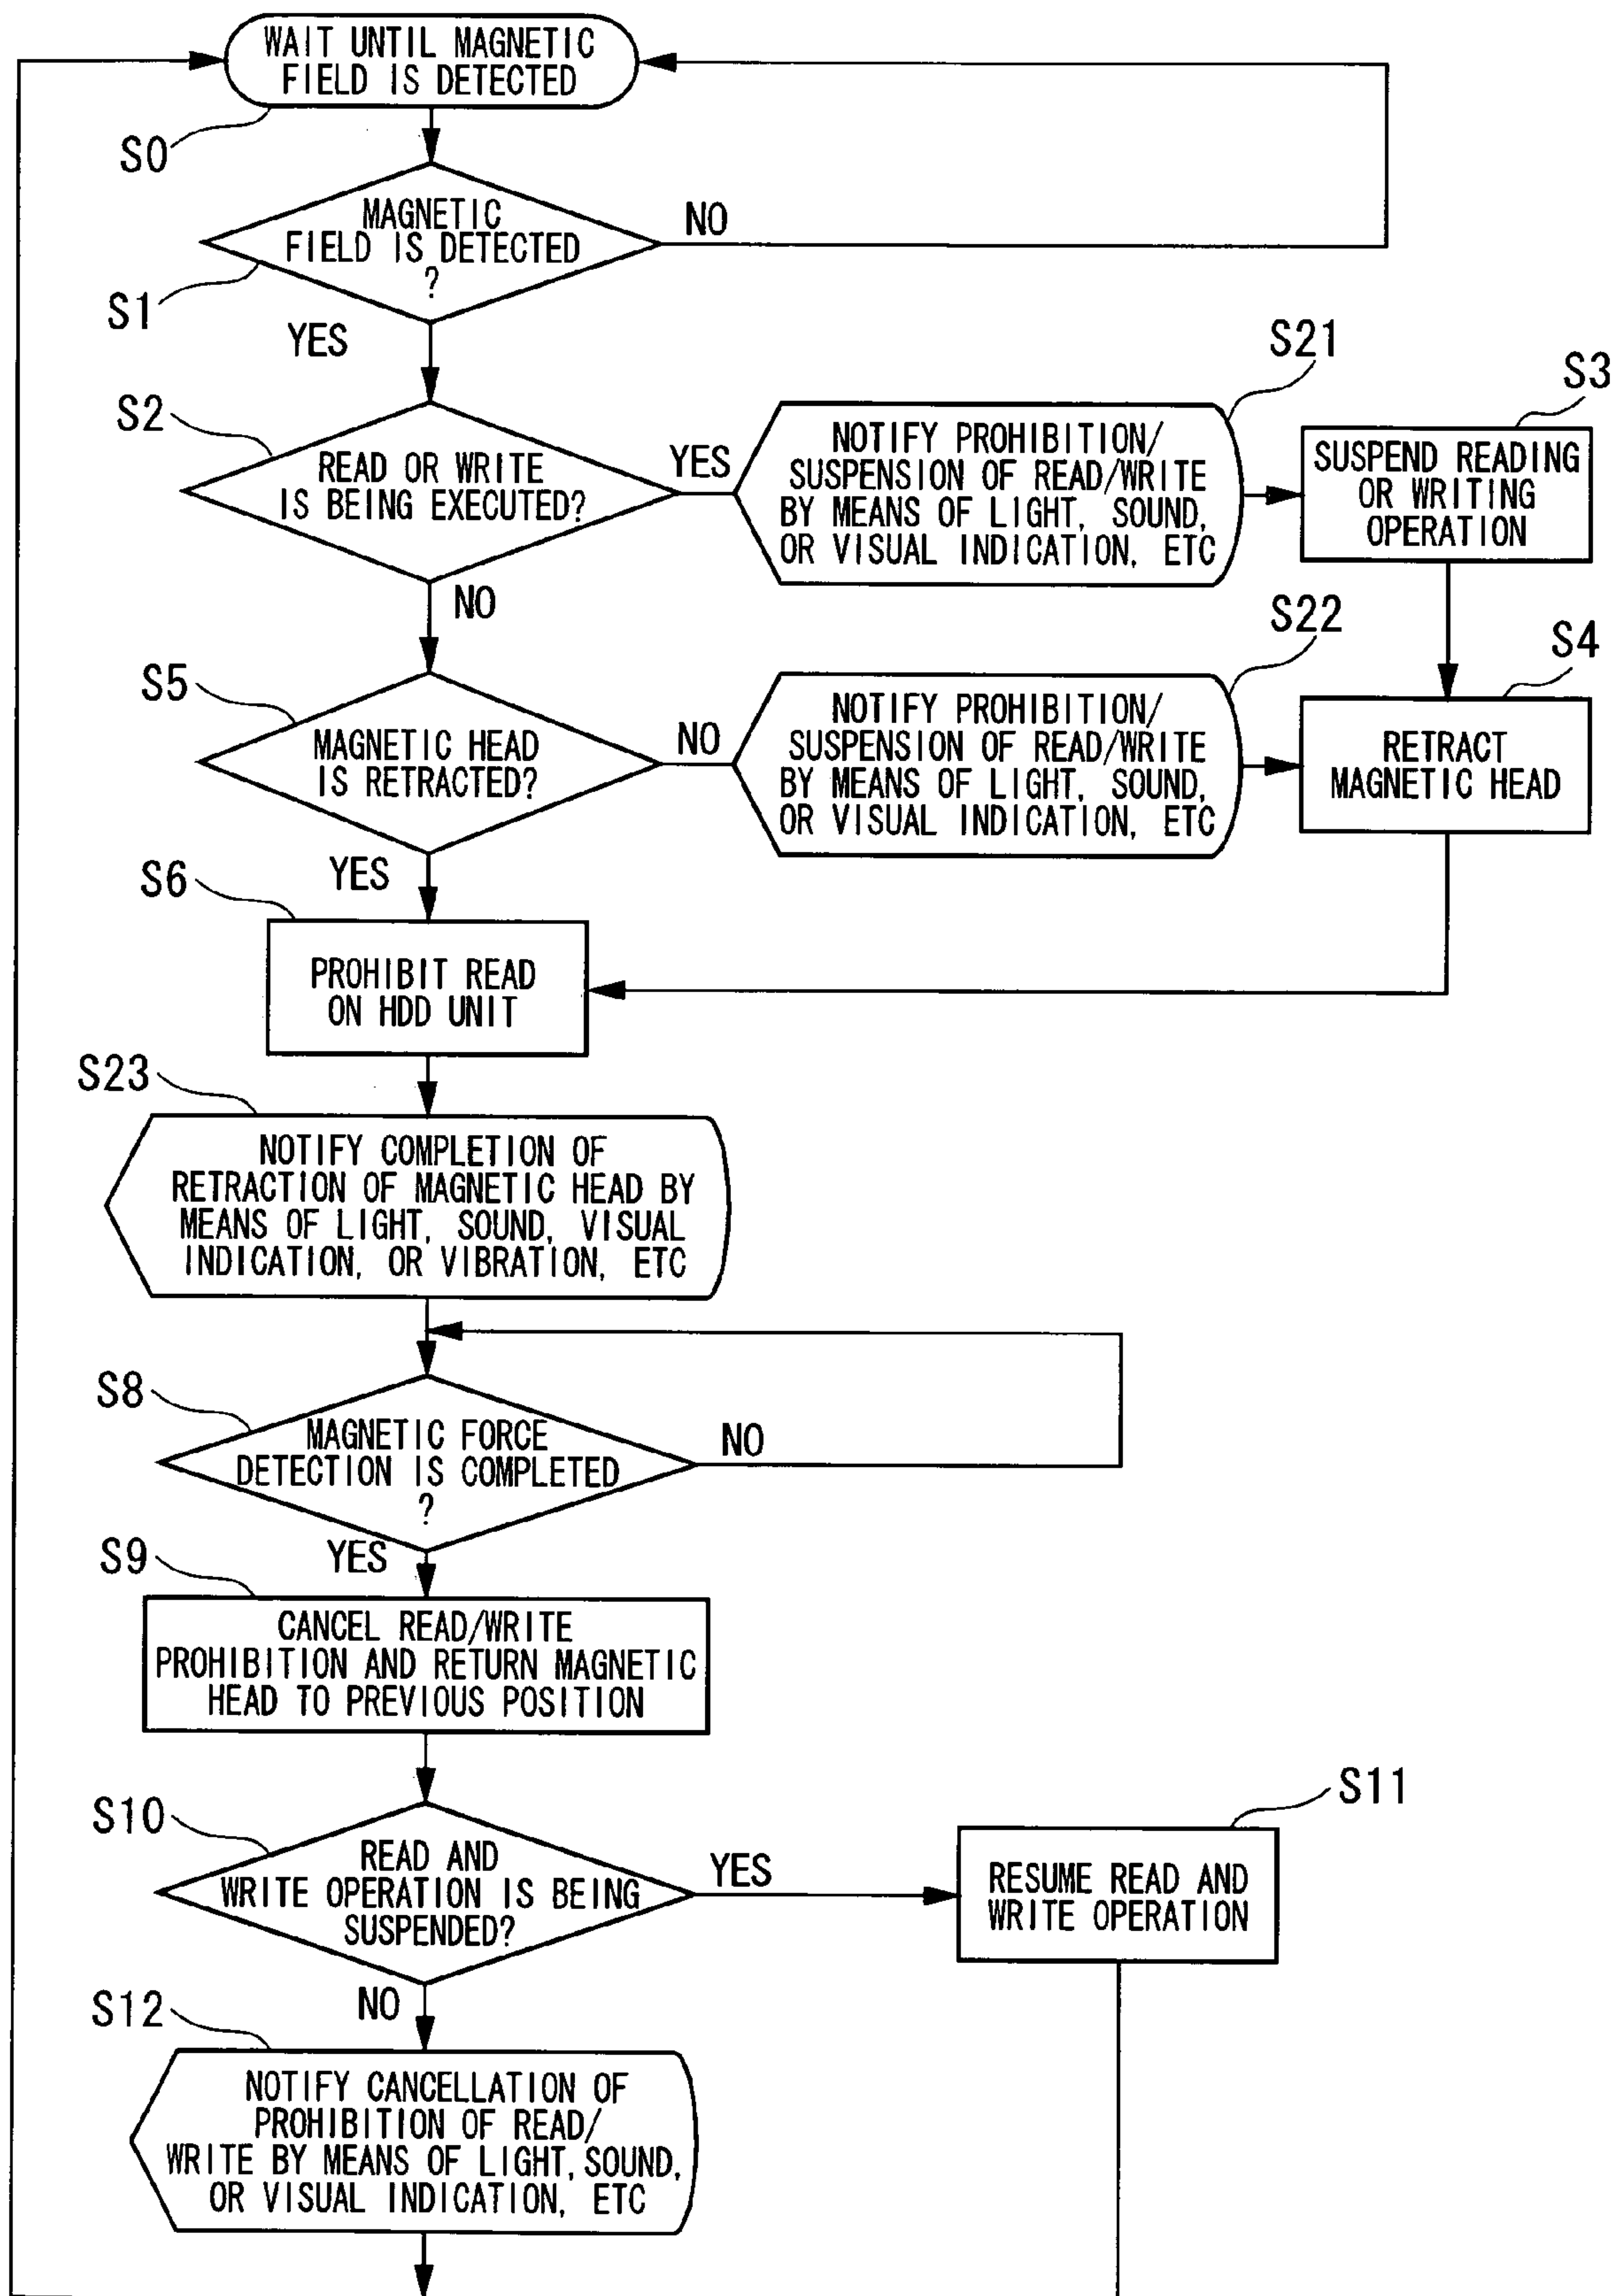 WAIT UNTIL MAGNETIC
FIELD IS DETECTED
S0
MAGNETIC
FIELD IS DETECTED
?
NO
S1
YES
S21
S3
S2
READ OR WRITE
IS BEING EXECUTED?
YES
NOTIFY PROHIBITION/
SUSPENSION OF READ/WRITE
BY MEANS OF LIGHT, SOUND,
OR VISUAL INDICATION, ETC
SUSPEND READING
OR WRITING
OPERATION
NO
S22
S4
S5
MAGNETIC HEAD
IS RETRACTED?
NO
NOTIFY PROHIBITION/
SUSPENSION OF READ/WRITE
BY MEANS OF LIGHT, SOUND,
OR VISUAL INDICATION, ETC
RETRACT
MAGNETIC HEAD
YES
S6
PROHIBIT READ
ON HDD UNIT
S23
NOTIFY COMPLETION OF
RETRACTION OF MAGNETIC HEAD BY
MEANS OF LIGHT, SOUND, VISUAL
INDICATION, OR VIBRATION, ETC
S8
MAGNETIC FORCE
DETECTION IS COMPLETED
?
NO
YES
S9
CANCEL READ/WRITE
PROHIBITION AND RETURN MAGNETIC
HEAD TO PREVIOUS POSITION
S10
READ AND
WRITE OPERATION IS BEING
SUSPENDED?
YES
S11
RESUME READ AND
WRITE OPERATION
NO
S12
NOTIFY CANCELLATION OF
PROHIBITION OF READ/
WRITE BY MEANS OF LIGHT, SOUND,
OR VISUAL INDICATION, ETC